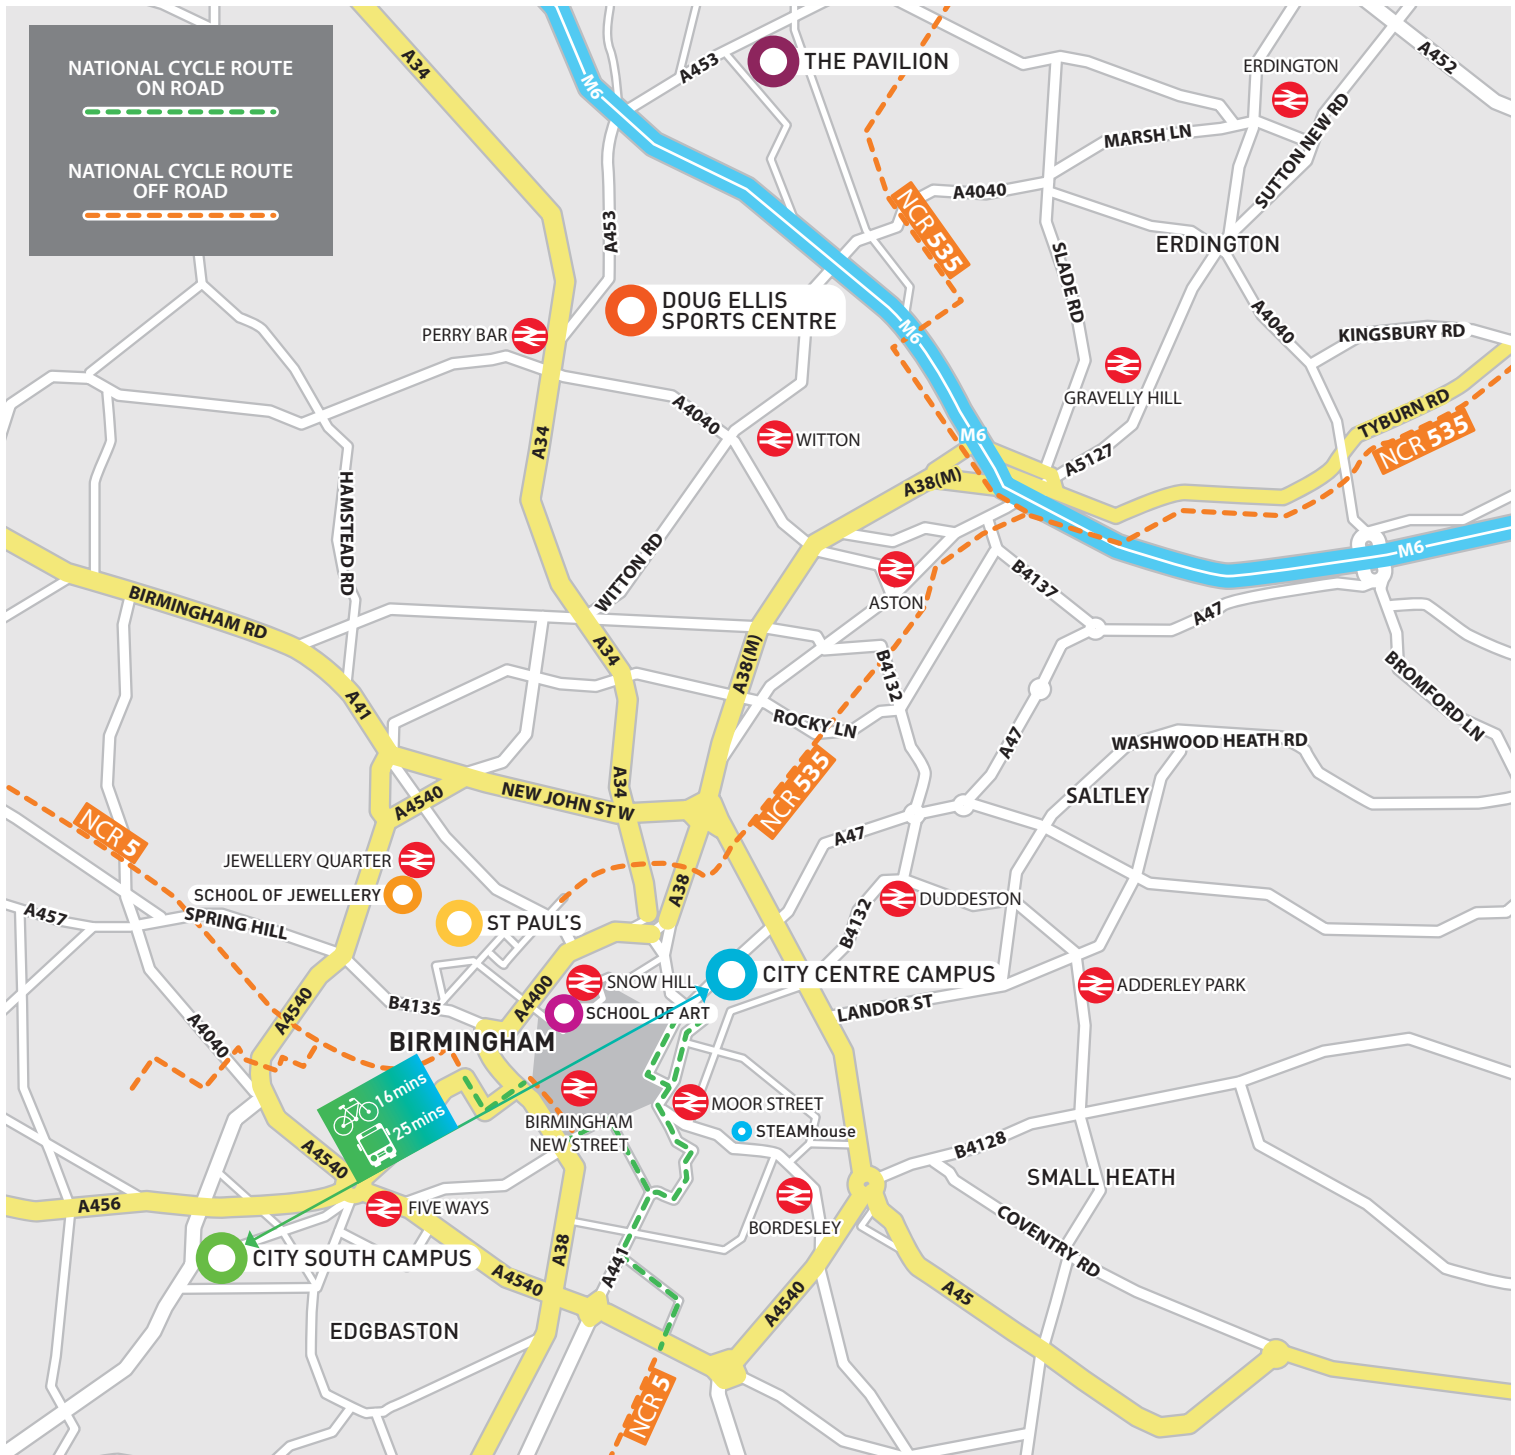 NATIONAL CYCLE ROUTE
ON ROAD
NATIONAL CYCLE ROUTE
OFF ROAD
A34
M6
A453
THE PAVILION
A452
ERDINGTON
MARSH LN
SUTTON NEW RD
A4040
NCR 535
A453
ERDINGTON
SLADE RD
DOUG ELLIS
SPORTS CENTRE
A4040
KINGSBURY RD
PERRY BAR
M6
GRAVELLY HILL
A4040
TYBURN RD
NCR 535
WITTON
M6
A34
A5127
A38(M)
HAMSTEAD RD
M6
WITTON RD
ASTON
B4137
A47
BIRMINGHAM RD
A34
A38(M)
B4132
BROMFORD LN
A41
ROCKY LN
A47
WASHWOOD HEATH RD
NCR 535
A34
SALTLEY
A4540
NEW JOHN ST W
NCR 5
A47
JEWELLERY QUARTER
SCHOOL OF JEWELLERY
A38
DUDDESTON
A457
SPRING HILL
ST PAUL'S
B4132
CITY CENTRE CAMPUS
SNOW HILL
ADDERLEY PARK
A4400
B4135
SCHOOL OF ART
LANDOR ST
A4540
A4040
BIRMINGHAM
16 mins
25 mins
MOOR STREET
BIRMINGHAM
NEW STREET
STEAMhouse
B4128
A4540
SMALL HEATH
A456
FIVE WAYS
BORDESLEY
COVENTRY RD
CITY SOUTH CAMPUS
A38
A441
A4540
A4540
A45
EDGBASTON
NCR 5